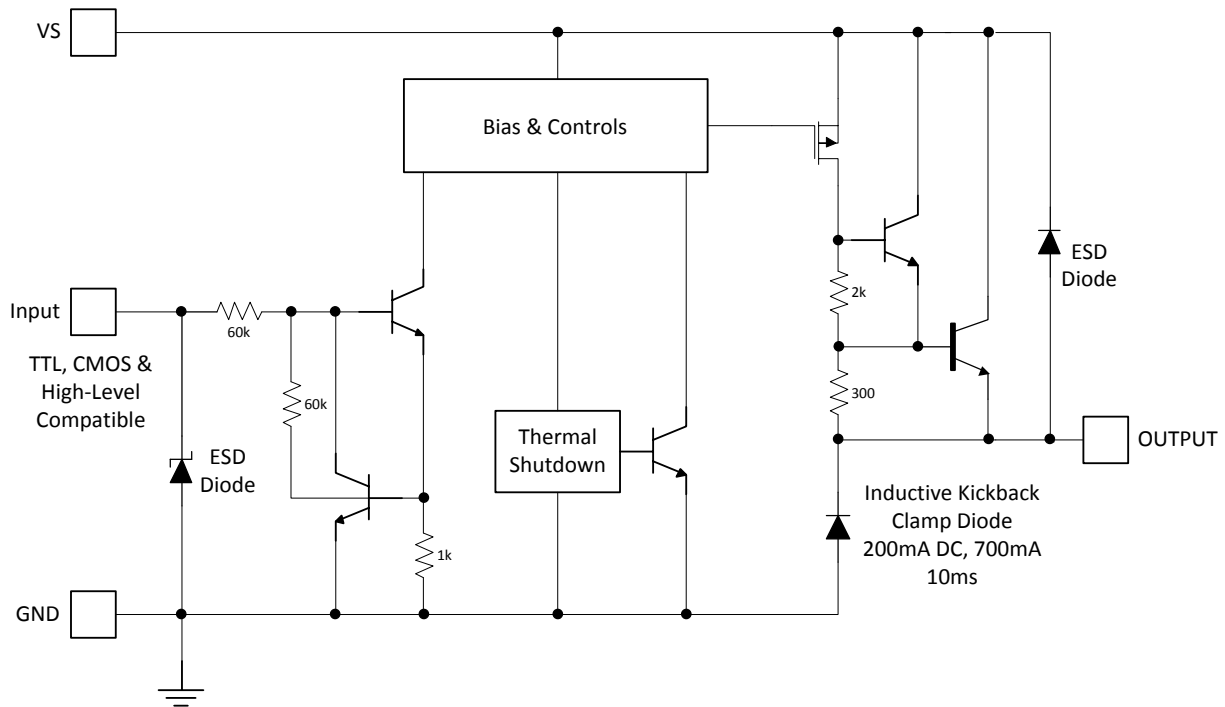 VS
Bias & Controls
Input
60k
TTL, CMOS &
High-Level
Compatible
60k
ESD
Diode
Thermal
Shutdown
1k
GND
2k
300
ESD
Diode
OUTPUT
Inductive Kickback
Clamp Diode
200mA DC, 700mA
10ms